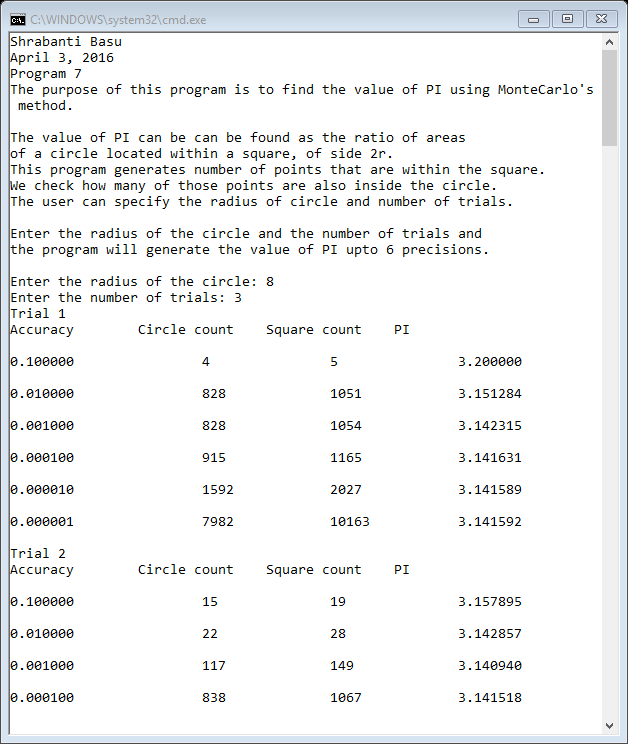 C:\WINDOWS\system32\cmd.exe
Shrabanti Basu
April 3, 2016
Program 7
The purpose of this program is to find the value of PI using MonteCarlo's
 method.
The value of PI can be can be found as the ratio of areas
of a circle located within a square, of side 2r.
This program generates number of points that are within the square.
We check how many of those points are also inside the circle.
The user can specify the radius of circle and number of trials.
Enter the radius of the circle and the number of trials and
the program will generate the value of PI upto 6 precisions.
Enter the radius of the circle: 8
Enter the number of trials: 3
Trial 1
Accuracy        Circle count    Square count    PI
0.100000                4               5               3.200000
0.010000                828             1051            3.151284
0.001000                828             1054            3.142315
0.000100                915             1165            3.141631
0.000010                1592            2027            3.141589
0.000001                7982            10163           3.141592
Trial 2
Accuracy        Circle count    Square count    PI
0.100000                15              19              3.157895
0.010000                22              28              3.142857
0.001000                117             149             3.140940
0.000100                838             1067            3.141518